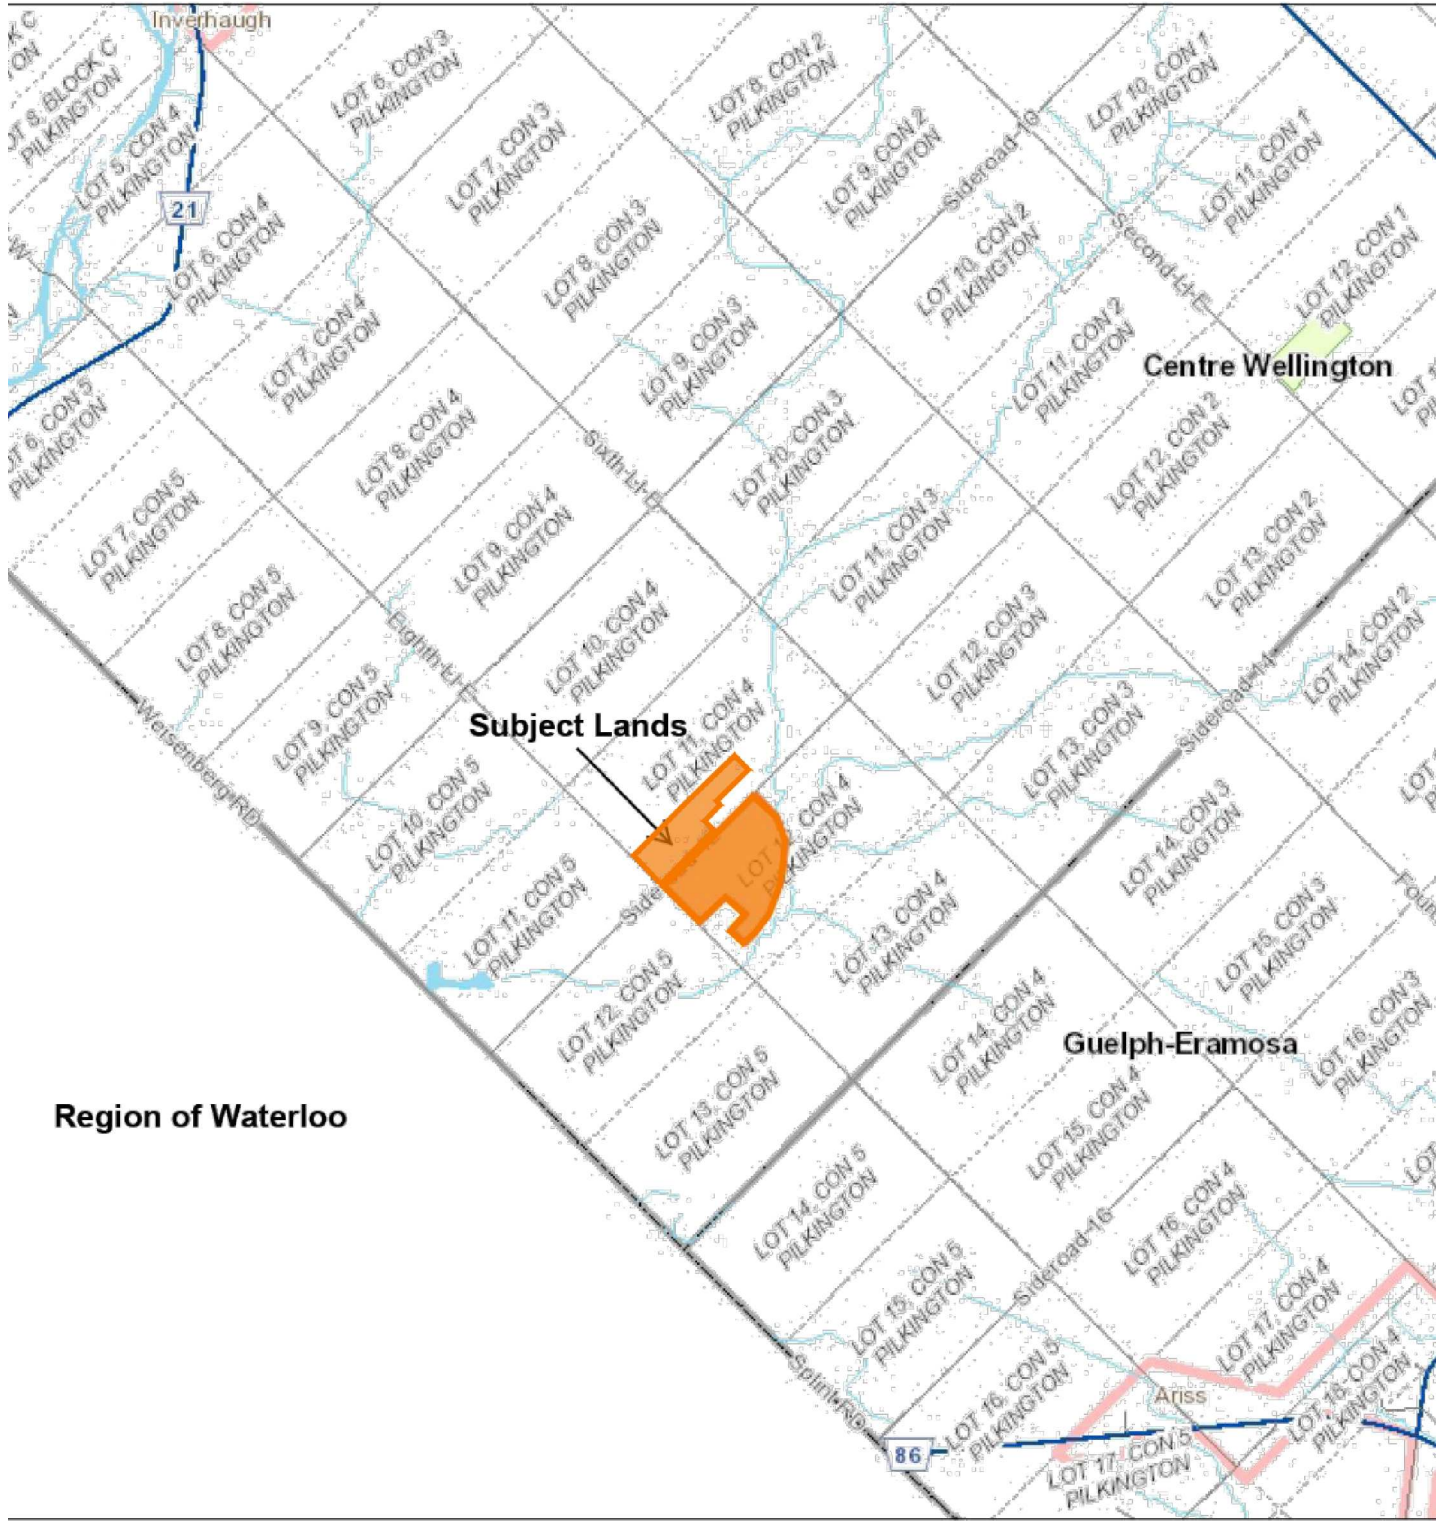 Inverhaugh
LOT 6, CON 3
PILKINGTON
LOT 8, CON 2
PILKINGTON
LOT 10, CON 1
PILKINGTON
8, BLOCK C
PILKINGTON
LOT 5, CON 4
PILKINGTON
LOT 7, CON 3
PILKINGTON
LOT 9, CON 2
PILKINGTON
Sideroad 10
LOT 11, CON 1
PILKINGTON
21
LOT 6, CON 4
PILKINGTON
LOT 8, CON 3
PILKINGTON
LOT 10, CON 2
PILKINGTON
Second Li E
LOT 12, CON 1
PILKINGTON
LOT 7, CON 4
PILKINGTON
LOT 9, CON 3
PILKINGTON
LOT 11, CON 2
PILKINGTON
Centre Wellington
6, CON 5
PILKINGTON
LOT 8, CON 4
PILKINGTON
Sixth Li E
LOT 10, CON 3
PILKINGTON
LOT 12, CON 2
PILKINGTON
LOT 7, CON 5
PILKINGTON
LOT 9, CON 4
PILKINGTON
LOT 11, CON 3
PILKINGTON
LOT 13, CON 2
PILKINGTON
LOT 8, CON 5
PILKINGTON
Eighth Li E
LOT 10, CON 4
PILKINGTON
LOT 12, CON 3
PILKINGTON
LOT 14, CON 2
PILKINGTON
Weisenberg RD
LOT 9, CON 5
PILKINGTON
Subject Lands
LOT 11, CON 4
PILKINGTON
LOT 13, CON 3
PILKINGTON
Sideroad 14
LOT 10, CON 5
PILKINGTON
PILKINGTON
LOT 14, CON 3
PILKINGTON
LOT 11, CON 5
PILKINGTON
LOT 13, CON 4
PILKINGTON
LOT 15, CON 3
PILKINGTON
LOT 12, CON 5
PILKINGTON
LOT 14, CON 4
PILKINGTON
Guelph-Eramosa
LOT 16, CON 3
PILKINGTON
Region of Waterloo
LOT 13, CON 5
PILKINGTON
LOT 15, CON 4
PILKINGTON
LOT 14, CON 5
PILKINGTON
LOT 16, CON 4
PILKINGTON
Sideroad 16
LOT 15, CON 5
PILKINGTON
LOT 17, CON 4
PILKINGTON
Splint RD
LOT 16, CON 5
PILKINGTON
Ariss
LOT 18, CON 4
PILKINGTON
86
LOT 17, CON 5
PILKINGTON